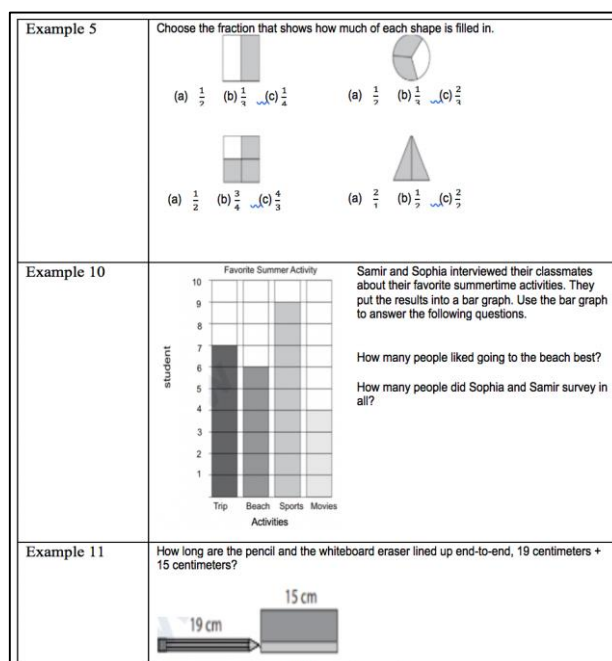 Example 5
Choose the fraction that shows how much of each shape is filled in.
(a) 1/2 (b) 1/3 (c) 1/4
(a) 1/2 (b) 1/3 (c) 2/3
(a) 1/2 (b) 3/4 (c) 4/3
(a) 2/1 (b) 1/2 (c) 2/2
Example 10
Favorite Summer Activity
student
10
9
8
7
6
5
4
3
2
1
Trip Beach Sports Movies
Activities
Samir and Sophia interviewed their classmates
about their favorite summertime activities. They
put the results into a bar graph. Use the bar graph
to answer the following questions.
How many people liked going to the beach best?
How many people did Sophia and Samir survey in
all?
Example 11
How long are the pencil and the whiteboard eraser lined up end-to-end, 19 centimeters +
15 centimeters?
15 cm
19 cm